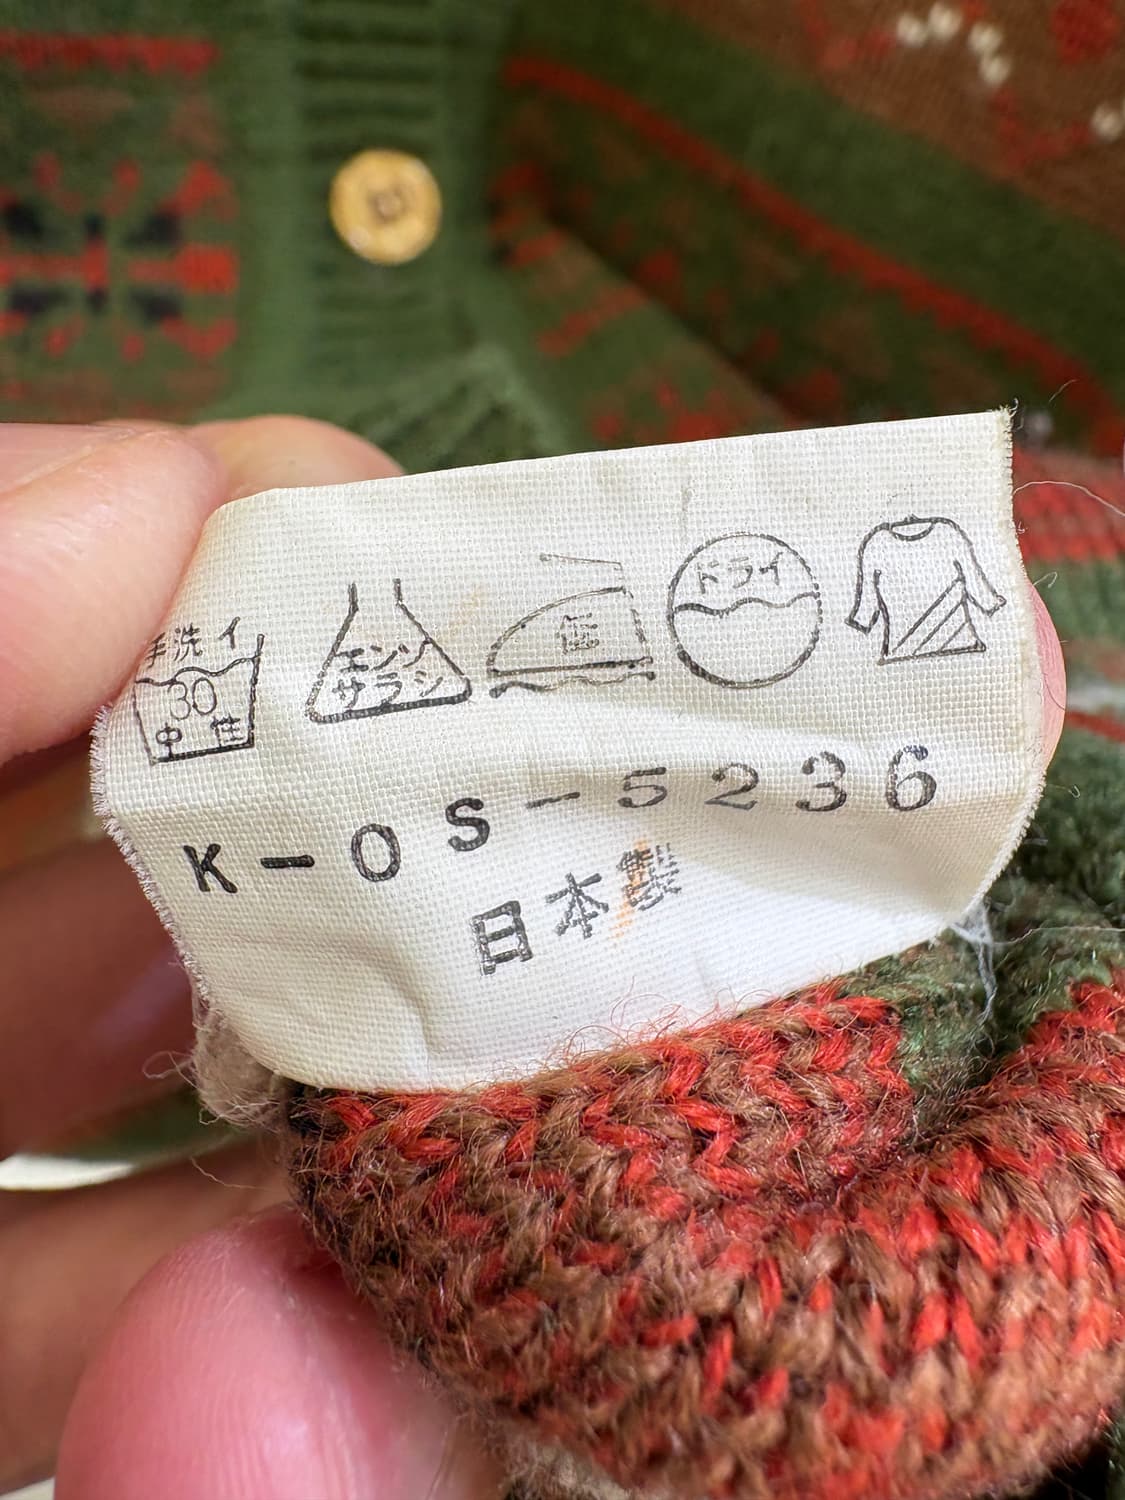 手洗イ
30
中性
エンソ
サラシ
低
ドライ
K-OS-5236
日本製